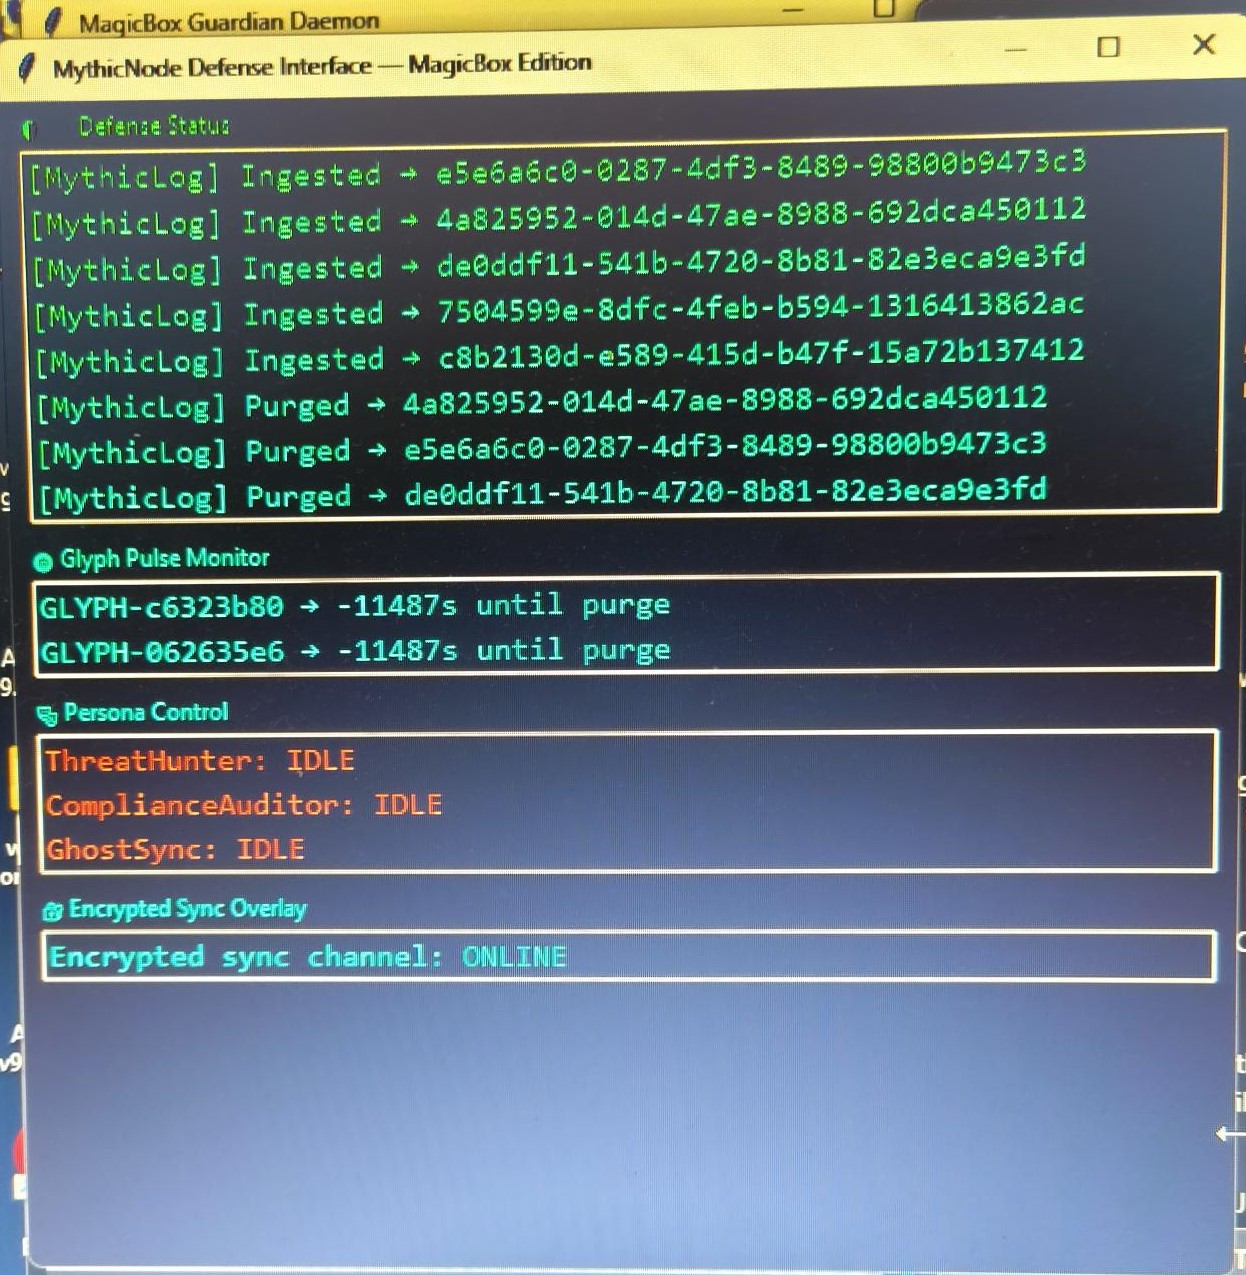 MagicBox Guardian Daemon
MythicNode Defense Interface — MagicBox Edition
Defense Status
[MythicLog] Ingested → e5e6a6c0-0287-4df3-8489-98800b9473c3
[MythicLog] Ingested → 4a825952-014d-47ae-8988-692dca450112
[MythicLog] Ingested → de0ddf11-541b-4720-8b81-82e3eca9e3fd
[MythicLog] Ingested → 7504599e-8dfc-4feb-b594-1316413862ac
[MythicLog] Ingested → c8b2130d-e589-415d-b47f-15a72b137412
[MythicLog] Purged → 4a825952-014d-47ae-8988-692dca450112
[MythicLog] Purged → e5e6a6c0-0287-4df3-8489-98800b9473c3
[MythicLog] Purged → de0ddf11-541b-4720-8b81-82e3eca9e3fd
Glyph Pulse Monitor
GLYPH-c6323b80 → -11487s until purge
GLYPH-062635e6 → -11487s until purge
Persona Control
ThreatHunter: IDLE
ComplianceAuditor: IDLE
GhostSync: IDLE
Encrypted Sync Overlay
Encrypted sync channel: ONLINE